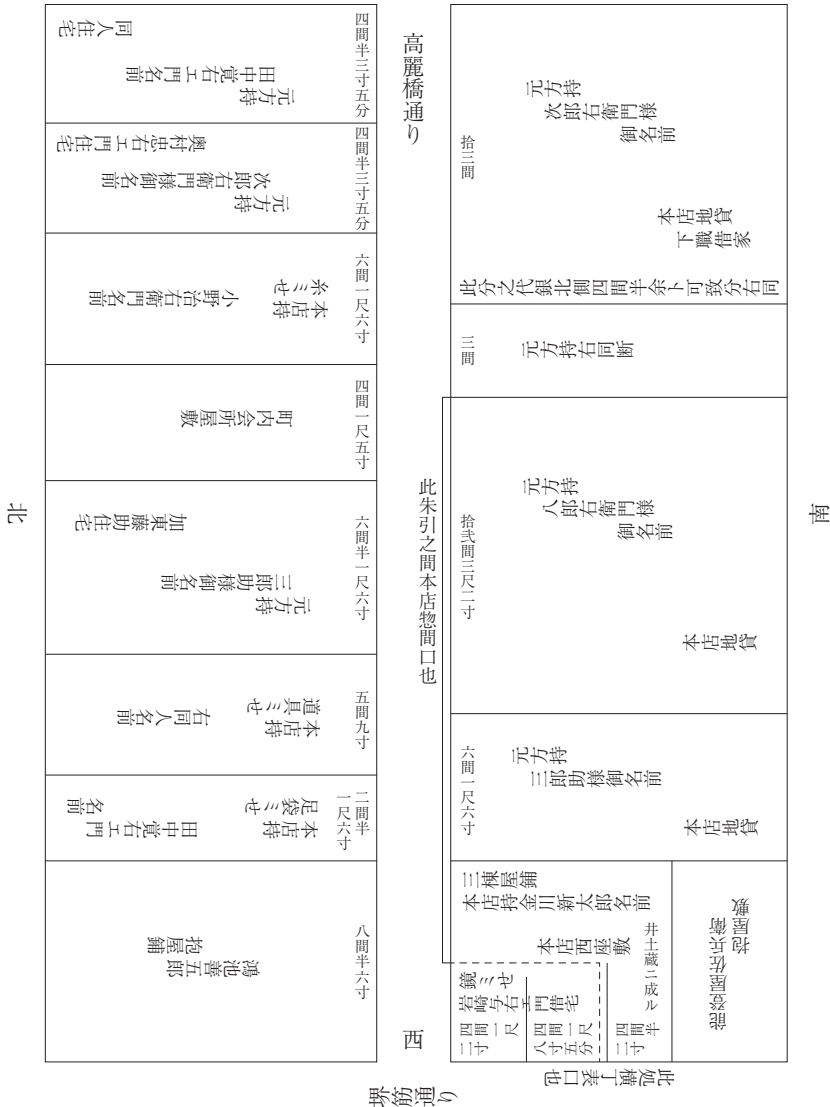 高麗橋通り
北
南
西
堺筋通り
四間半三寸五分
元方持
田中覚右エ門名前
同人住宅
四間半三寸五分
元方持
次郎右衛門様御名前
奥村忠右エ門住宅
六間一尺六寸
本店持
糸ミせ
小野治右衛門名前
四間一尺五寸
町内会所屋敷
六間半一尺六寸
元方持
三郎助様御名前
加東藤助住宅
五間九寸
本店持
道具ミせ
右同人名前
二間半
一尺六寸
本店持
足袋ミせ
田中覚右エ門
名前
八間半六寸
鴻池善五郎
抱屋鋪
拾三間
元方持
次郎右衛門様
御名前
本店地貸
下職借家
此分之代銀北側四間半余ト可致分右同
三間
元方持右同断
此朱引之間本店惣間口也
拾弐間三尺二寸
元方持
八郎右衛門様
御名前
本店地貸
六間一尺六寸
元方持
三郎助様御名前
本店地貸
三棟屋鋪
本店持金川新太郎名前
本店西座敷
井土蔵ニ成ル
鏡ミせ
岩崎与右エ門借宅
四間一尺
二寸
四間一尺
八寸五分
四間半
二寸
能登屋佐兵衛
抱屋敷
此処横丁表口也